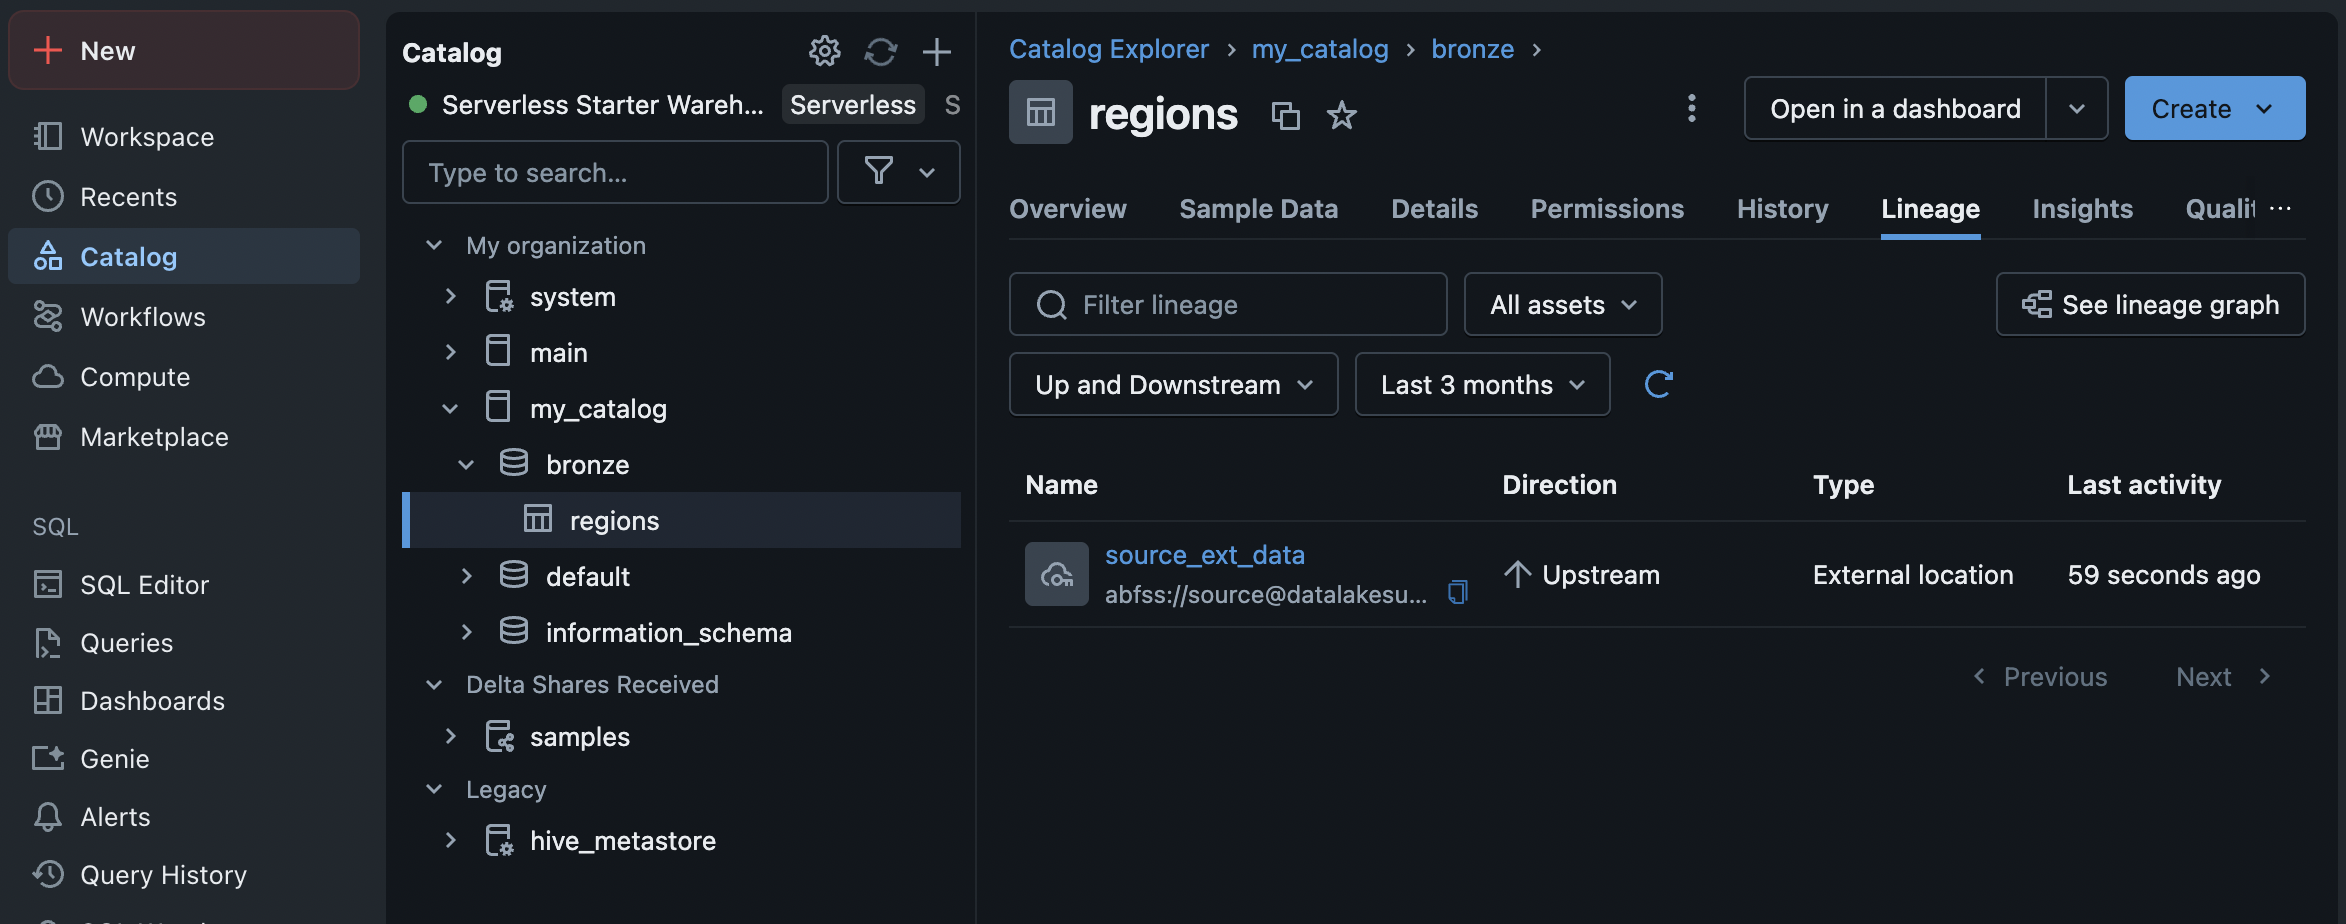 New
Workspace
Recents
Catalog
Workflows
Compute
Marketplace
SQL
SQL Editor
Queries
Dashboards
Genie
Alerts
Query History
Catalog
Serverless Starter Wareh... Serverless S
Type to search...
My organization
system
main
my_catalog
bronze
regions
default
information_schema
Delta Shares Received
samples
Legacy
hive_metastore
Catalog Explorer > my_catalog > bronze >
regions
Open in a dashboard
Create
Overview Sample Data Details Permissions History Lineage Insights Qualit ...
Filter lineage
All assets
See lineage graph
Up and Downstream
Last 3 months
Name Direction Type Last activity
source_ext_data
abfss://source@datalakesu...
Upstream
External location
59 seconds ago
Previous Next